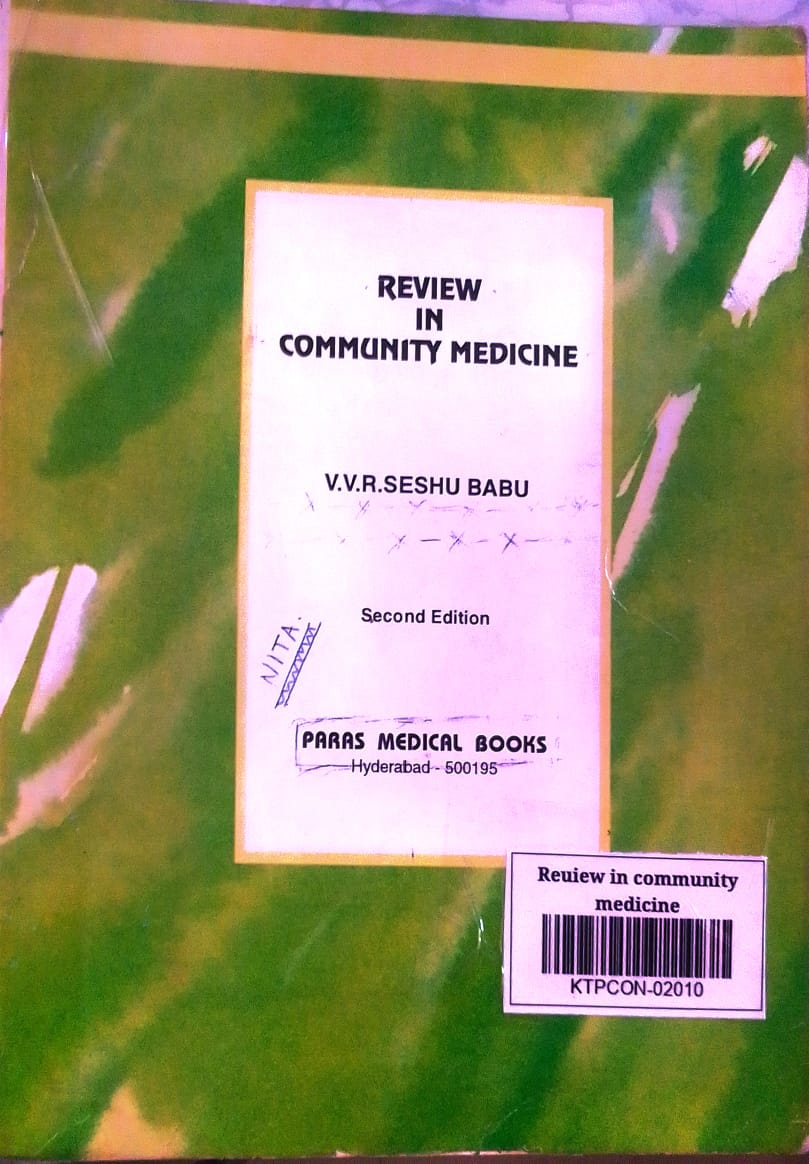 REVIEW
IN
COMMUNITY MEDICINE
V.V.R.SESHU BABU
Second Edition
NITA.
PARAS MEDICAL BOOKS
Hyderabad - 500195
Reuiew in community
medicine
KTPCON-02010